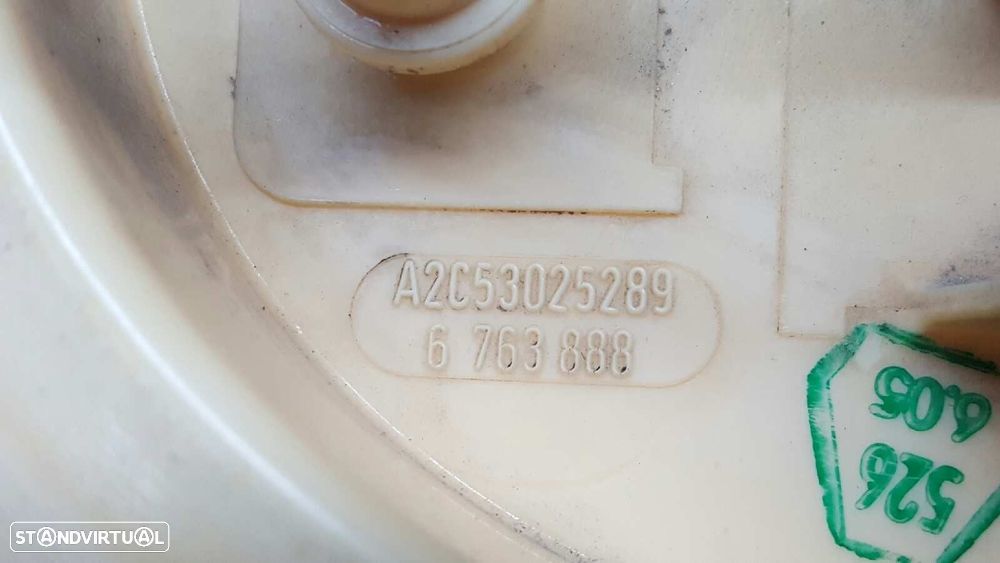 A2C53025289
6 763 888
526
6.05
STANDVIRTUAL